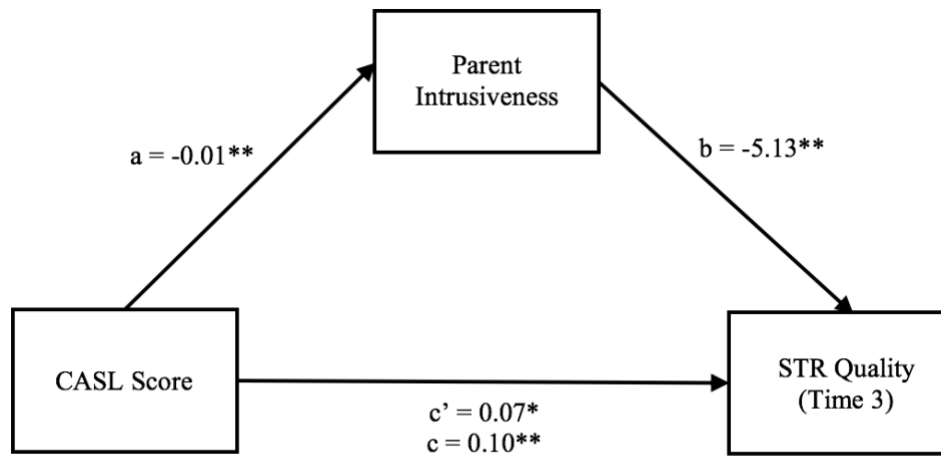 Parent
Intrusiveness
a = -0.01**
b = -5.13**
CASL Score
STR Quality
(Time 3)
c’ = 0.07*
c = 0.10**